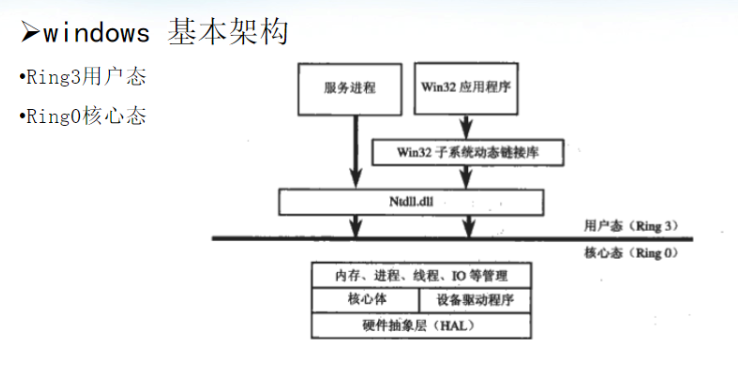 ➢windows 基本架构
•Ring3用户态
•Ring0核心态
服务进程
Win32 应用程序
Win32 子系统动态链接库
Ntdll.dll
用户态（Ring 3）
核心态（Ring 0）
内存、进程、线程、IO 等管理
核心体
设备驱动程序
硬件抽象层（HAL）